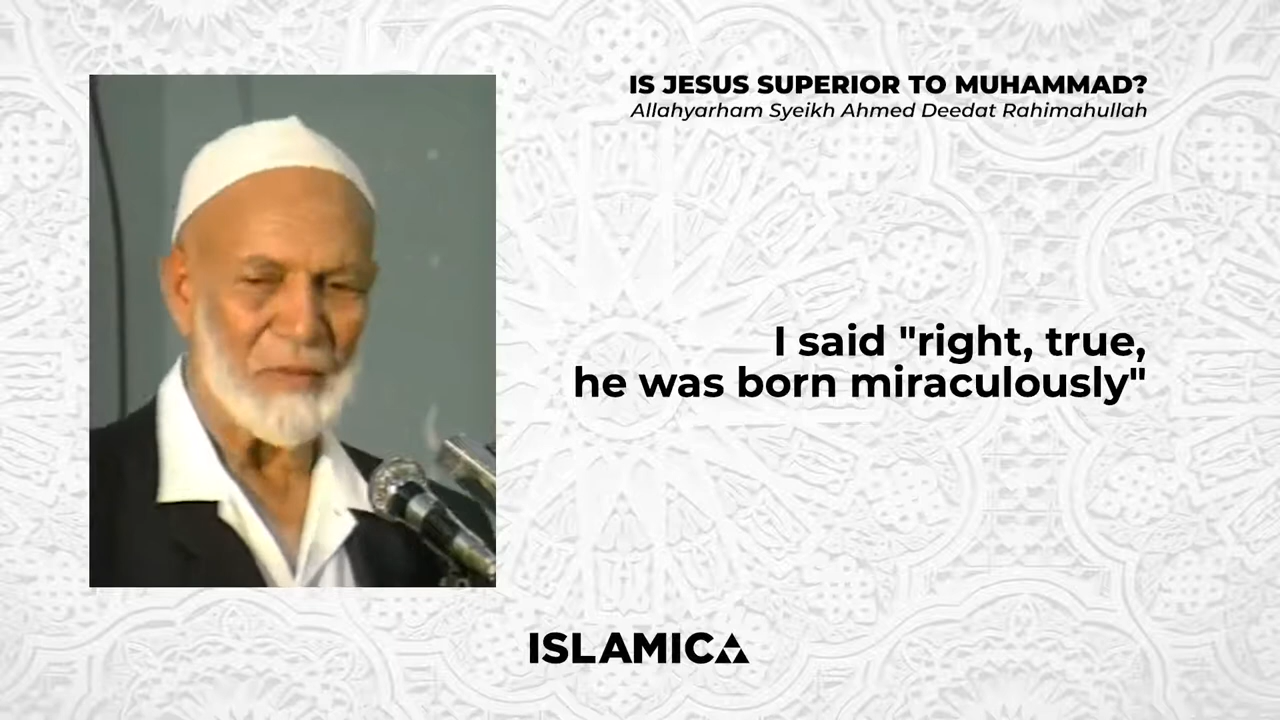 IS JESUS SUPERIOR TO MUHAMMAD?
Allahyarham Syeikh Ahmed Deedat Rahimahullah
I said "right, true,
he was born miraculously"
ISLAMICA